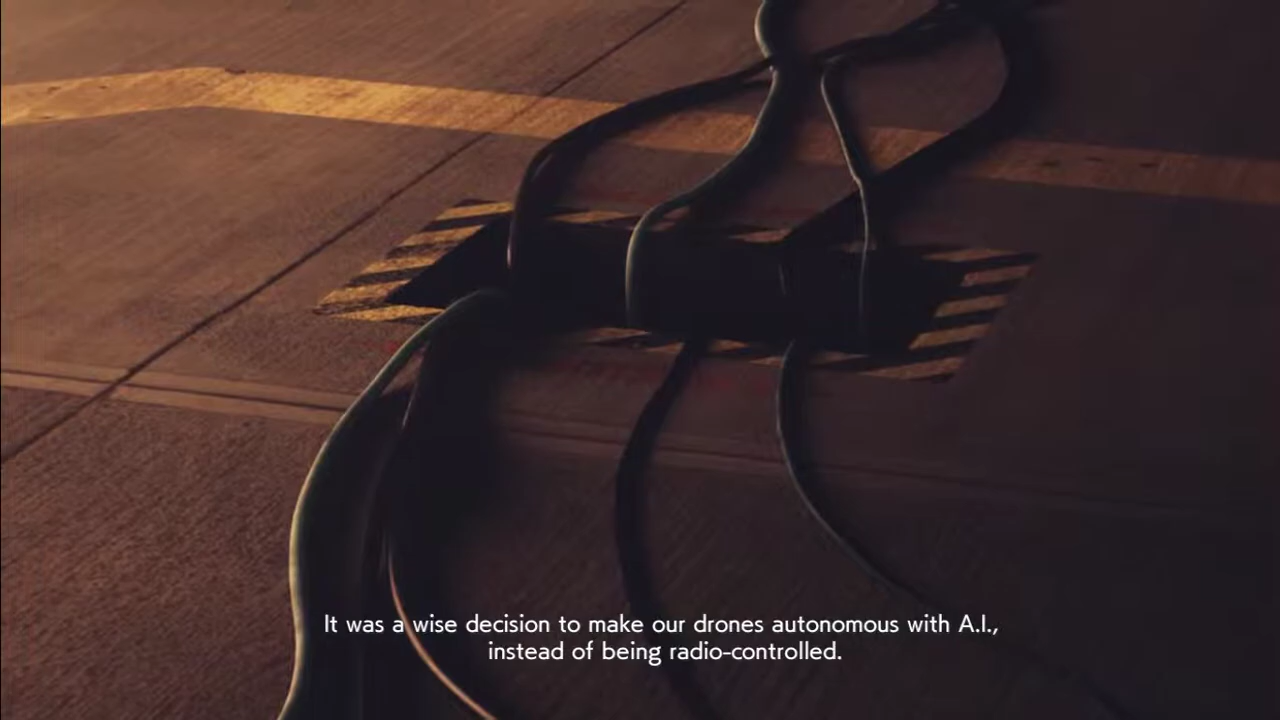 It was a wise decision to make our drones autonomous with A.I.,
instead of being radio-controlled.